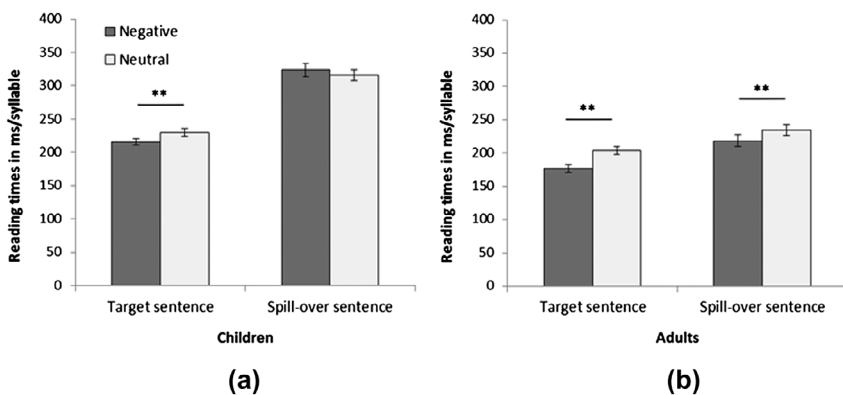 Reading times in ms/syllable
400
350
300
250
200
150
100
50
0
Negative
Neutral
**
Target sentence
Spill-over sentence
Children
(a)
Reading times in ms/syllable
400
350
300
250
200
150
100
50
0
**
**
Target sentence
Spill-over sentence
Adults
(b)